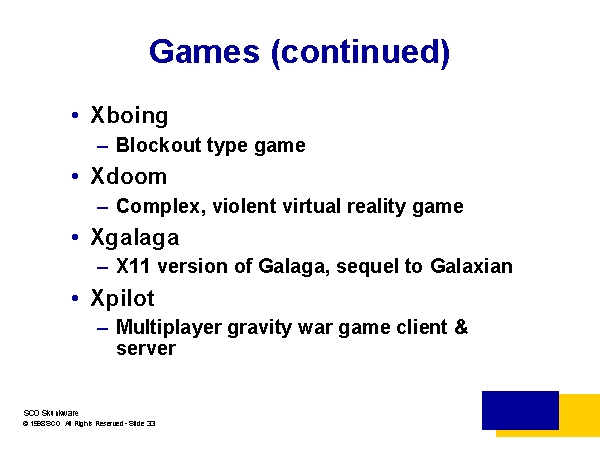 Games (continued)
• Xboing
– Blockout type game
• Xdoom
– Complex, violent virtual reality game
• Xgalaga
– X11 version of Galaga, sequel to Galaxian
• Xpilot
– Multiplayer gravity war game client &
server
SCO Skunkware
© 1998 SCO All Rights Reserved - Slide 33